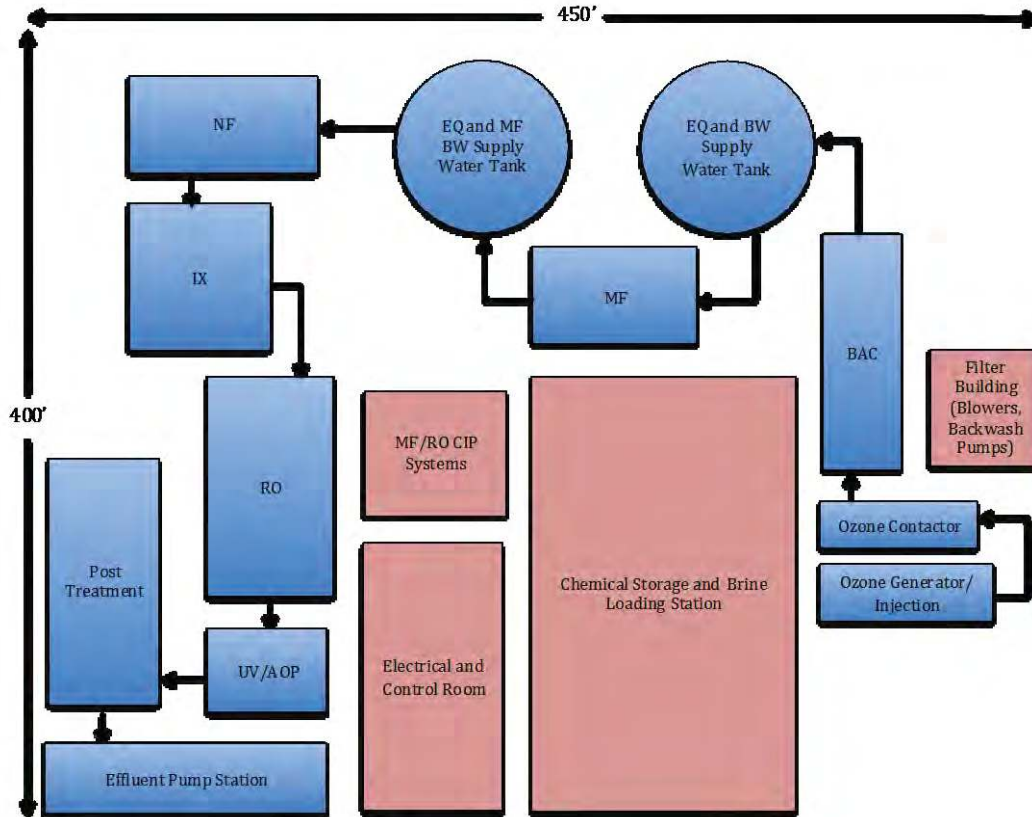 450'
NF
EQ and MF
BW Supply
Water Tank
EQ and BW
Supply
Water Tank
IX
MF
BAC
Filter
Building
(Blowers,
Backwash
Pumps)
400'
MF/RO CIP
Systems
RO
Ozone Contactor
Post
Treatment
Chemical Storage and Brine
Loading Station
Ozone Generator/
Injection
UV/AOP
Electrical and
Control Room
Effluent Pump Station